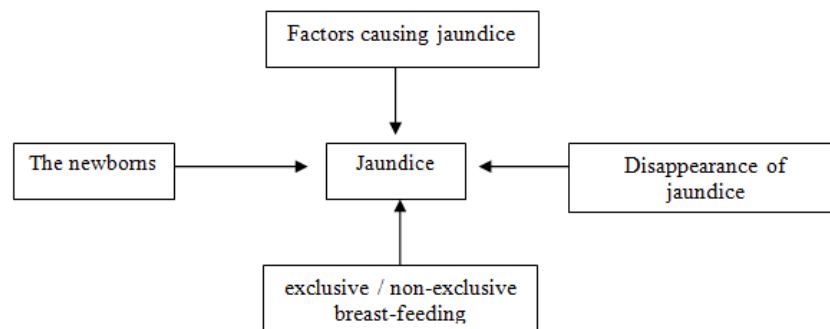 Factors causing jaundice
The newborns
Jaundice
Disappearance of
jaundice
exclusive / non-exclusive
breast-feeding